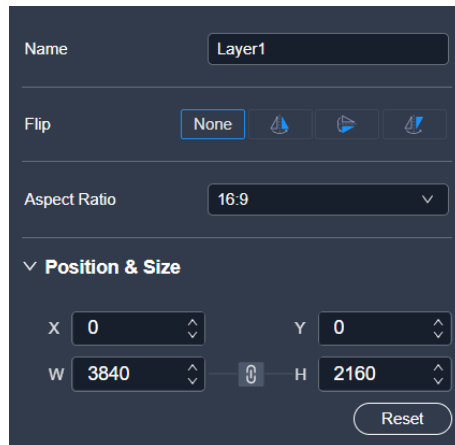 Name Layer1
Flip None
Aspect Ratio 16:9
Position & Size
X 0 Y 0
W 3840 H 2160
Reset